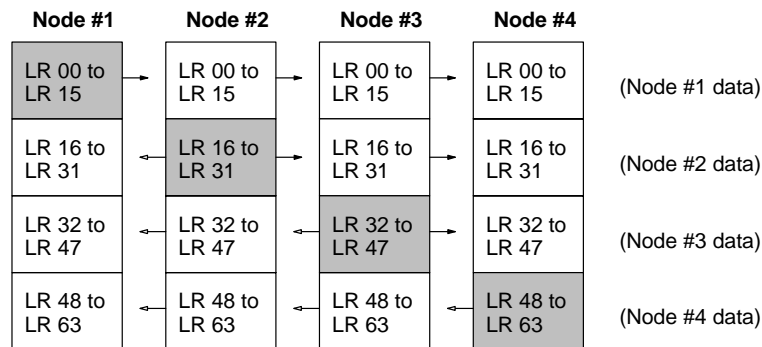 Node #1 Node #2 Node #3 Node #4
LR 00 to LR 00 to LR 00 to LR 00 to
LR 15 LR 15 LR 15 LR 15
(Node #1 data)
LR 16 to LR 16 to LR 16 to LR 16 to
LR 31 LR 31 LR 31 LR 31
(Node #2 data)
LR 32 to LR 32 to LR 32 to LR 32 to
LR 47 LR 47 LR 47 LR 47
(Node #3 data)
LR 48 to LR 48 to LR 48 to LR 48 to
LR 63 LR 63 LR 63 LR 63
(Node #4 data)